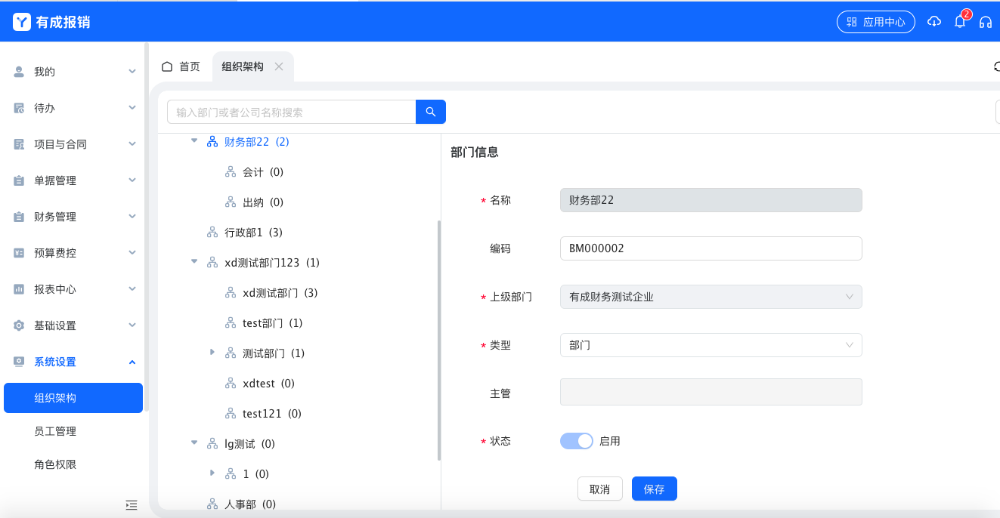 有成报销
应用中心
2
我的
待办
项目与合同
单据管理
财务管理
预算费控
报表中心
基础设置
系统设置
组织架构
员工管理
角色权限
首页
组织架构
输入部门或者公司名称搜索
财务部22 (2)
会计 (0)
出纳 (0)
行政部1 (3)
xd测试部门123 (1)
xd测试部门 (3)
test部门 (1)
测试部门 (1)
xdtest (0)
test121 (0)
lg测试 (0)
1 (0)
人事部 (0)
部门信息
* 名称 财务部22
编码 BM000002
* 上级部门 有成财务测试企业
* 类型 部门
主管
* 状态 启用
取消 保存